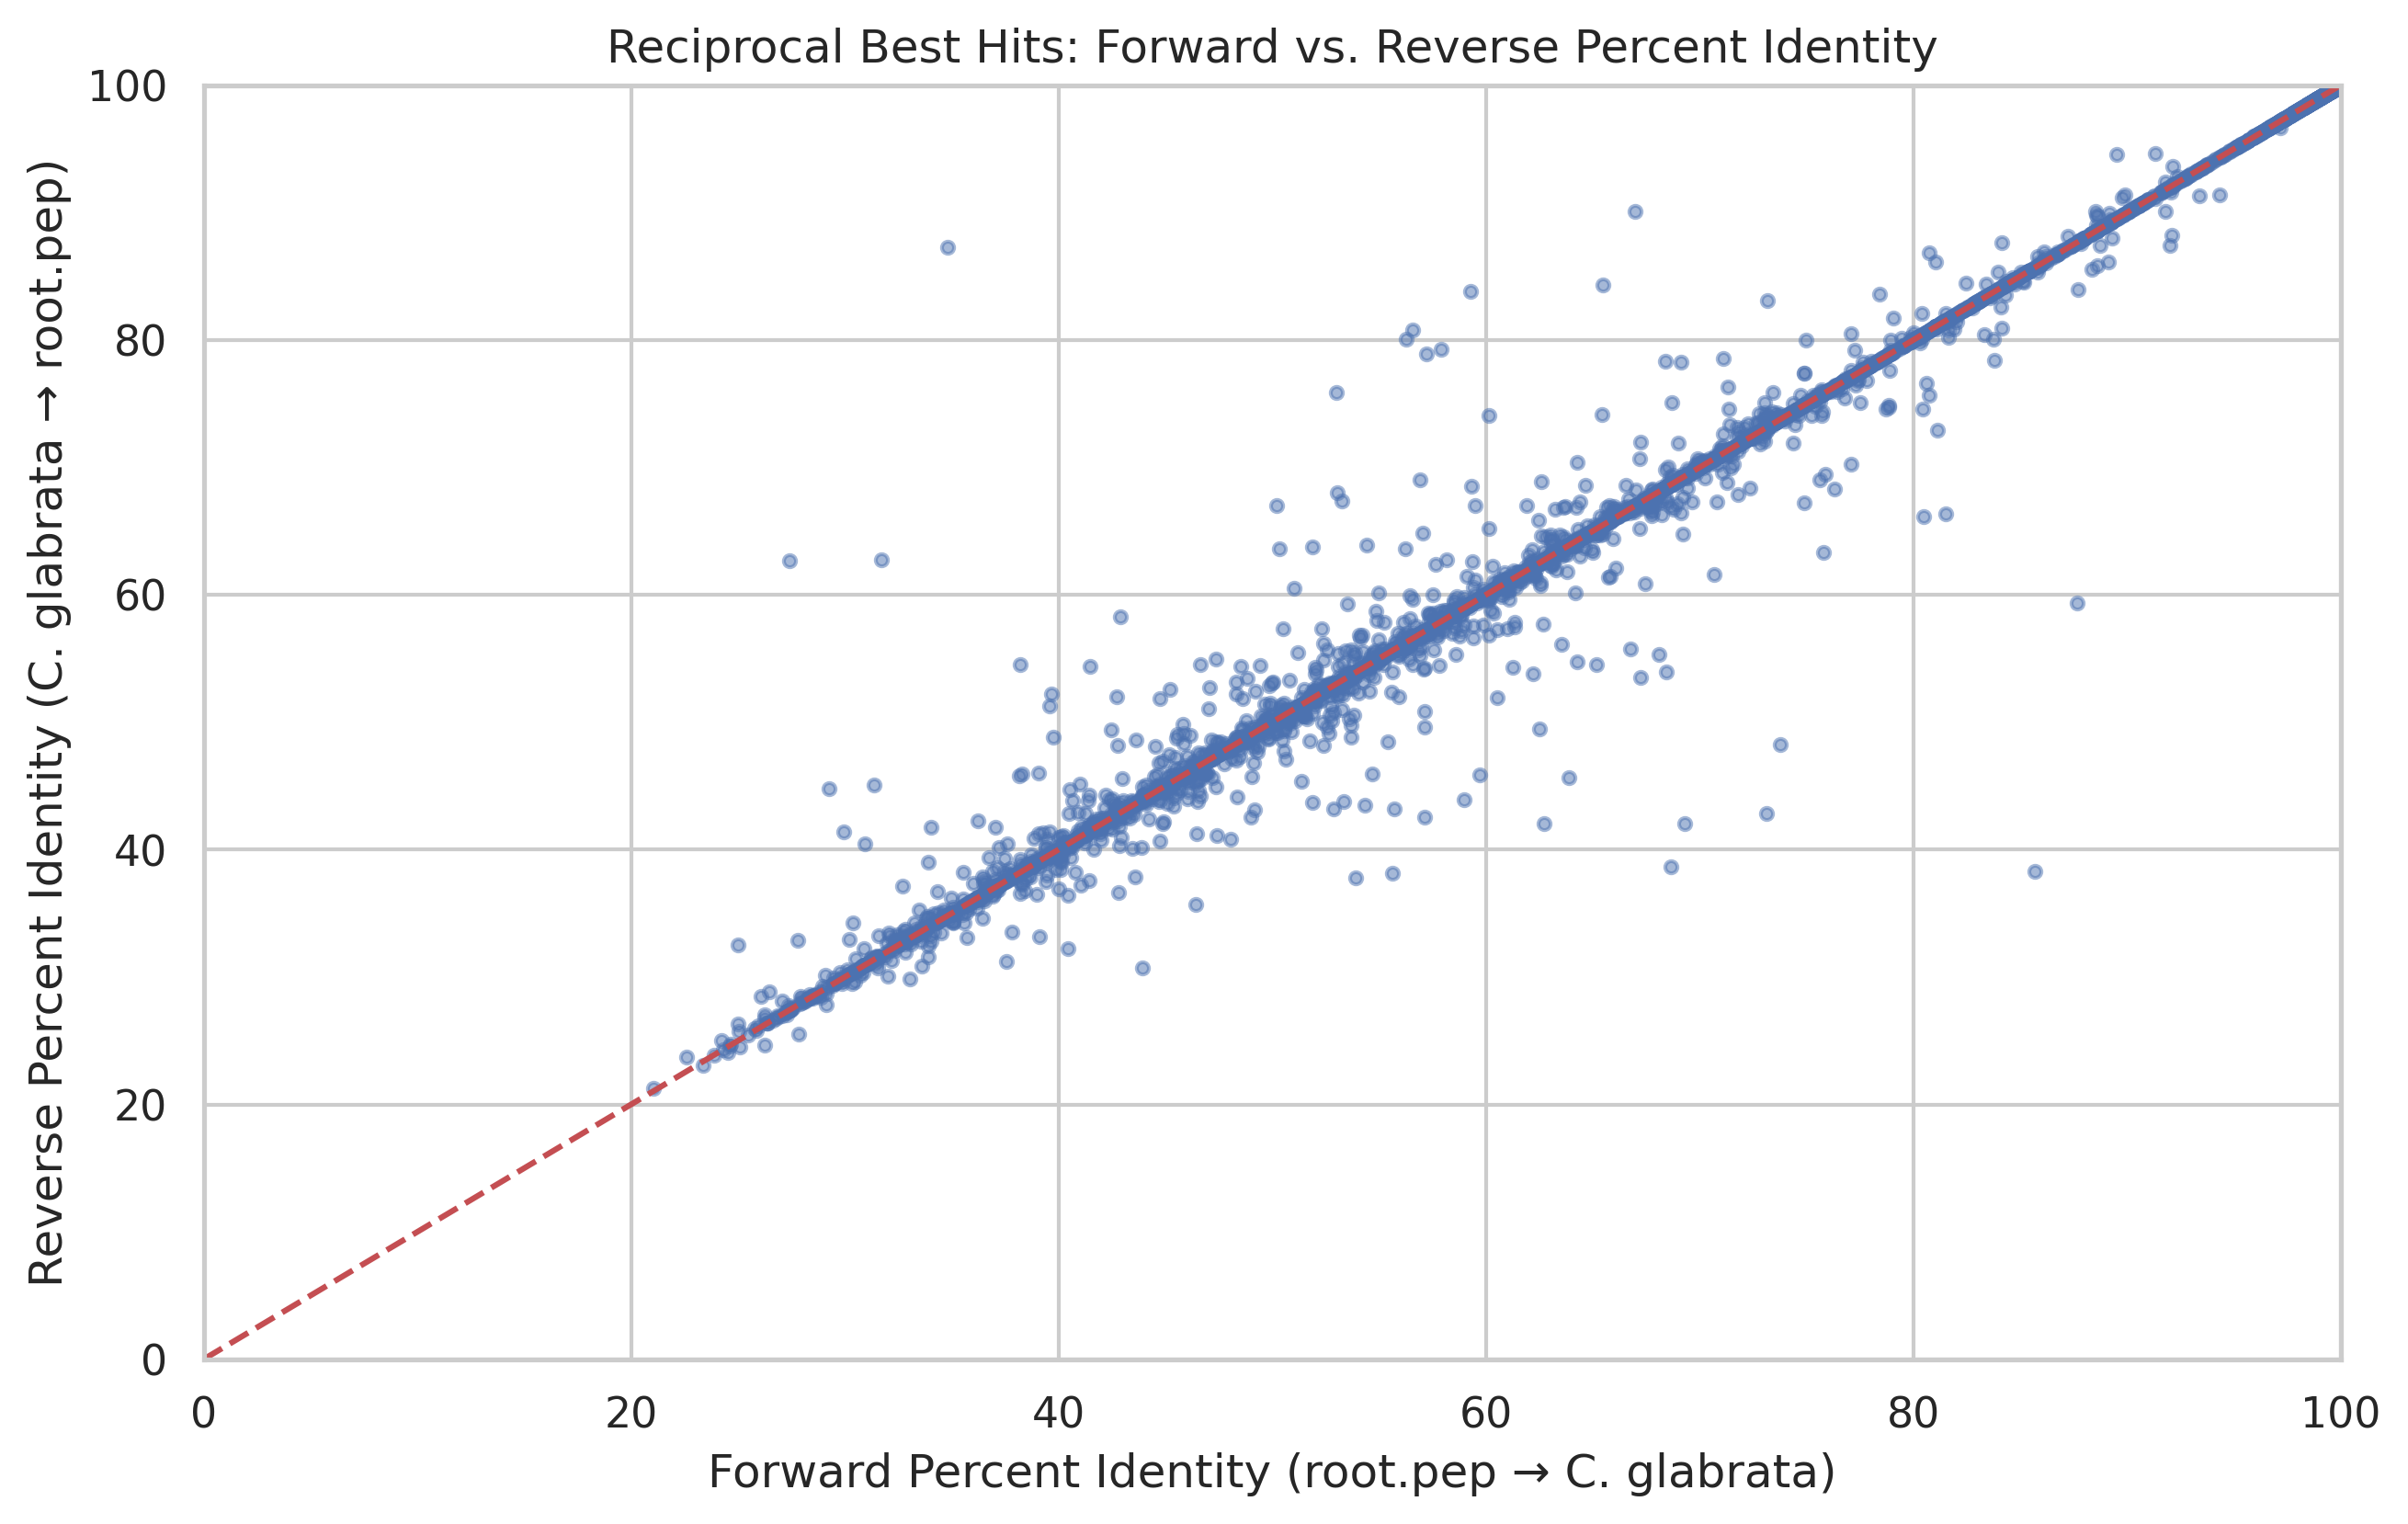 Reciprocal Best Hits: Forward vs. Reverse Percent Identity
Reverse Percent Identity (C. glabrata → root.pep)
100
80
60
40
20
0
0 20 40 60 80 100
Forward Percent Identity (root.pep → C. glabrata)